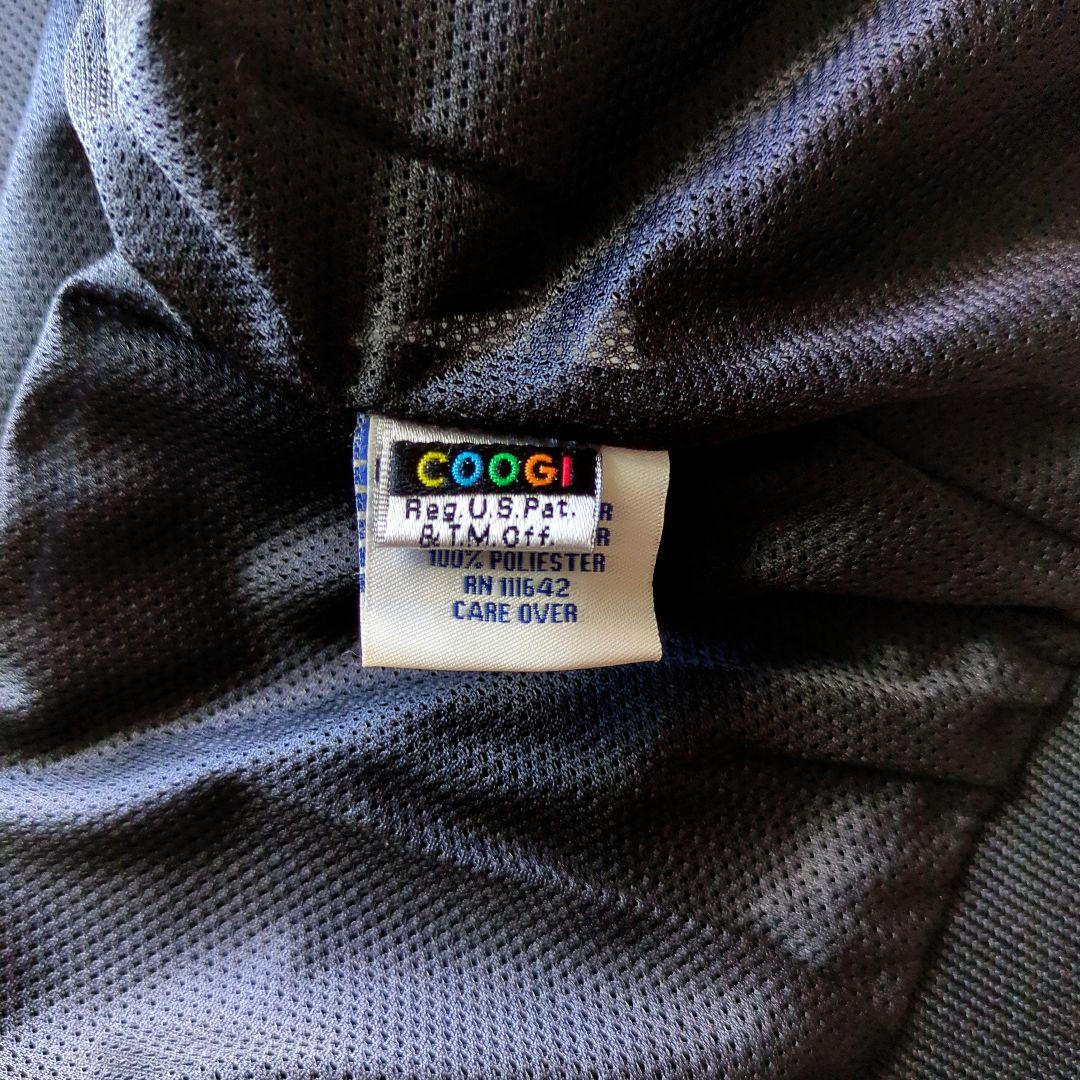 COOGI
Reg.U.S.Pat.
& T.M. Off.
R
R
100% POLIESTER
RN 111642
CARE OVER